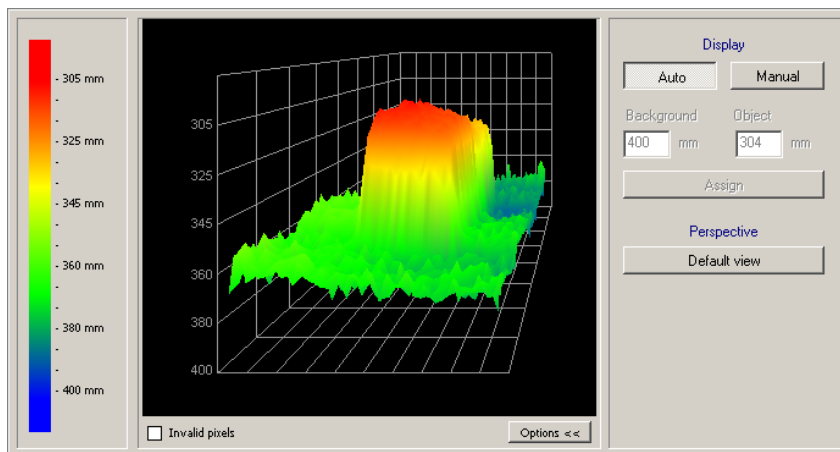 - 305 mm
- 325 mm
- 345 mm
- 360 mm
- 380 mm
- 400 mm
305
325
345
360
380
400
Invalid pixels
Options <<
Display
Auto Manual
Background Object
400 mm 304 mm
Assign
Perspective
Default view